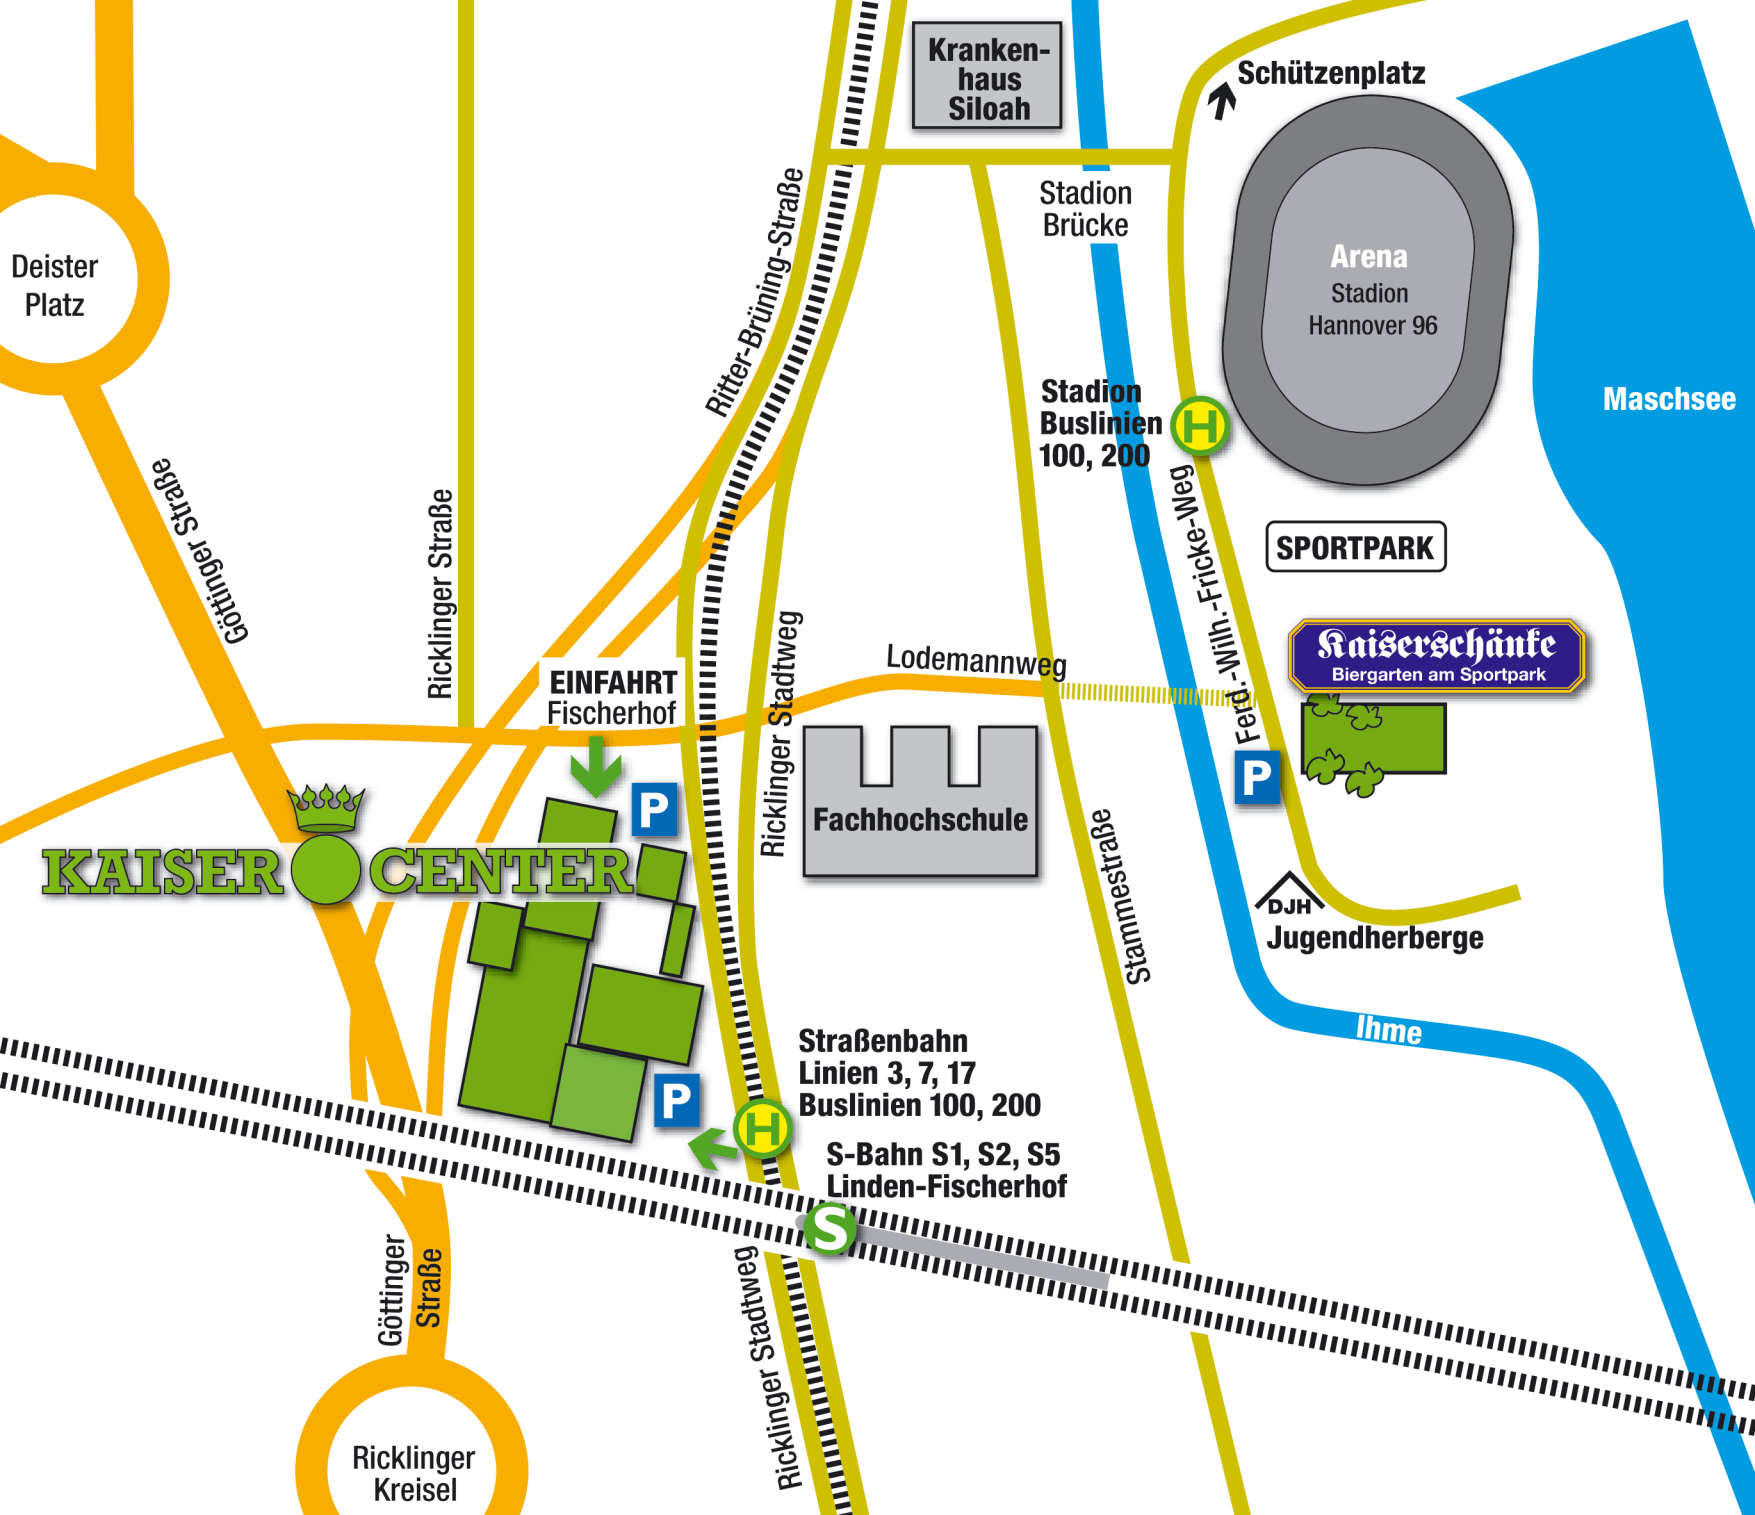 Kranken-
haus
Siloah
Schützenplatz
Stadion
Brücke
Ritter-Brüning-Straße
Deister
Platz
Arena
Stadion
Hannover 96
Maschsee
Stadion
Buslinien
100, 200
H
Göttinger Straße
Ricklinger Straße
Ferd.-Wilh.-Fricke-Weg
SPORTPARK
Kaiserschänke
Biergarten am Sportpark
EINFAHRT
Fischerhof
Ricklinger Stadtweg
Lodemannweg
P
P
Fachhochschule
KAISER CENTER
Stammestraße
DJH
Jugendherberge
Ihme
Straßenbahn
Linien 3, 7, 17
Buslinien 100, 200
P
H
S-Bahn S1, S2, S5
Linden-Fischerhof
S
Göttinger
Straße
Ricklinger Stadtweg
Ricklinger
Kreisel